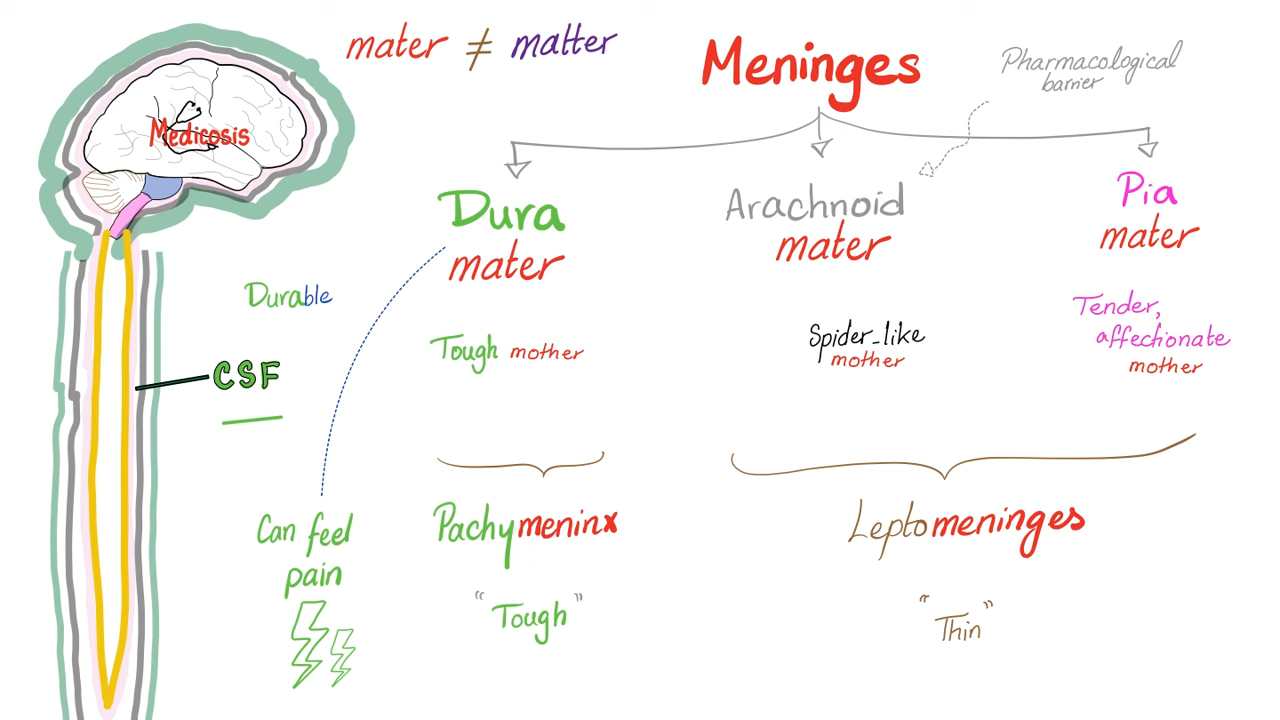 mater ≠ matter
Meninges
Pharmacological
barrier
Medicosis
Dura
mater
Arachnoid
mater
Pia
mater
Durable
Tough mother
Spider-like
mother
Tender,
affectionate
mother
CSF
Can feel
pain
Pachymeninx
"Tough"
Leptomeninges
"Thin"